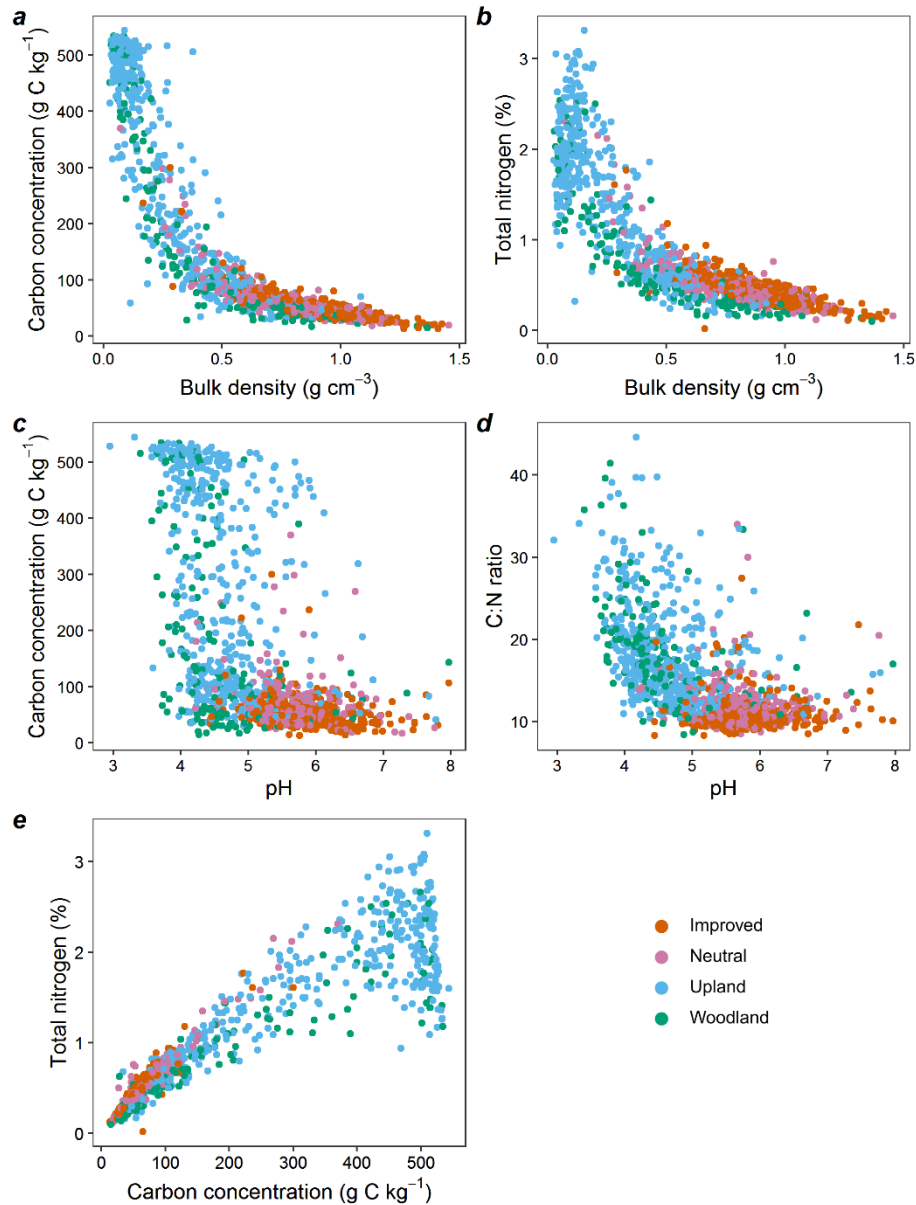 a
b
Carbon concentration (g C kg⁻¹)
500
400
300
200
100
0
0.0 0.5 1.0 1.5
Bulk density (g cm⁻³)
Total nitrogen (%)
3
2
1
0
0.0 0.5 1.0 1.5
Bulk density (g cm⁻³)
c
d
Carbon concentration (g C kg⁻¹)
500
400
300
200
100
0
3 4 5 6 7 8
pH
C:N ratio
40
30
20
10
3 4 5 6 7 8
pH
e
Total nitrogen (%)
3
2
1
0
0 100 200 300 400 500
Carbon concentration (g C kg⁻¹)
Improved
Neutral
Upland
Woodland